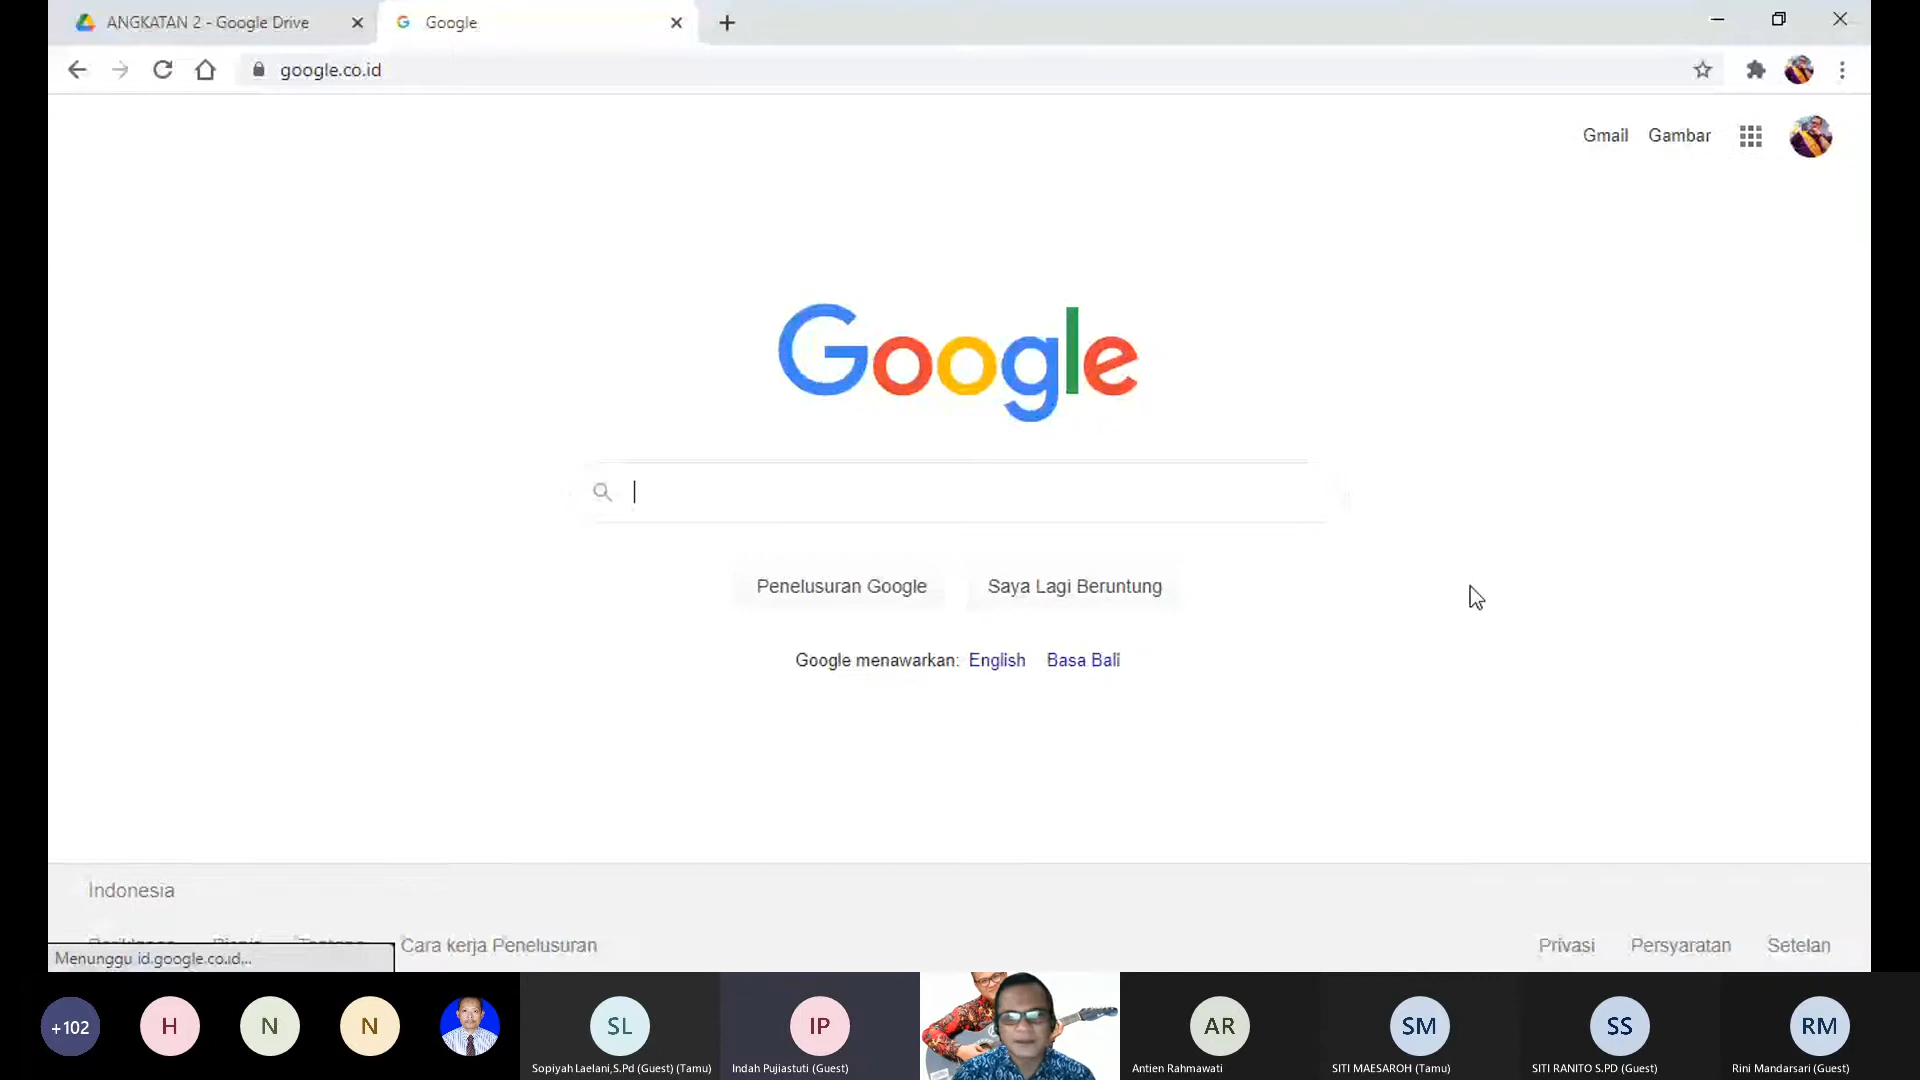 ANGKATAN 2 - Google Drive
Google
google.co.id
Gmail Gambar
Google
Penelusuran Google
Saya Lagi Beruntung
Google menawarkan: English Basa Bali
Indonesia
Cara kerja Penelusuran
Privasi Persyaratan Setelan
Menunggu id.google.co.id...
+102
H
N
N
SL
IP
AR
SM
SS
RM
Sopiyah Laelani,S.Pd (Guest) (Tamu)
Indah Pujiastuti (Guest)
Antien Rahmawati
SITI MAESAROH (Tamu)
SITI RANITO S.PD (Guest)
Rini Mandarsari (Guest)